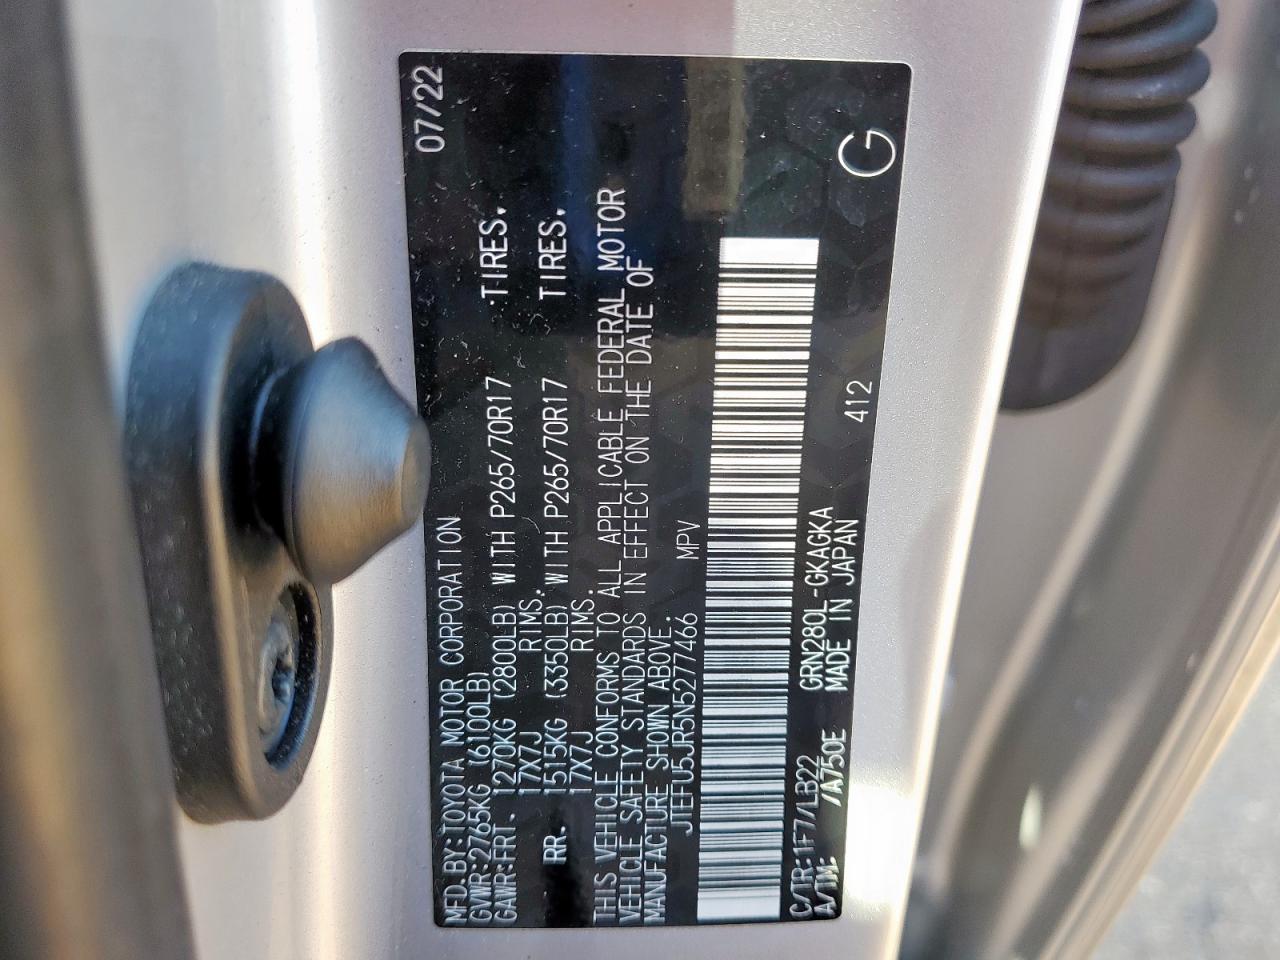 MFD.BY:TOYOTA MOTOR CORPORATION 07/22
GVWR:2765KG (6100LB)
GAWR:FRT. 1270KG (2800LB) WITH P265/70R17 TIRES.
17X7J RIMS.
RR. 1515KG (3350LB) WITH P265/70R17 TIRES.
17X7J RIMS.
THIS VEHICLE CONFORMS TO ALL APPLICABLE FEDERAL MOTOR
VEHICLE SAFETY STANDARDS IN EFFECT ON THE DATE OF
MANUFACTURE SHOWN ABOVE.
JTEFU5JR5N5277466 MPV
C/TR:1F7/LB22 GRN280L-GKAGKA 412 G
A/TM: /A750E MADE IN JAPAN